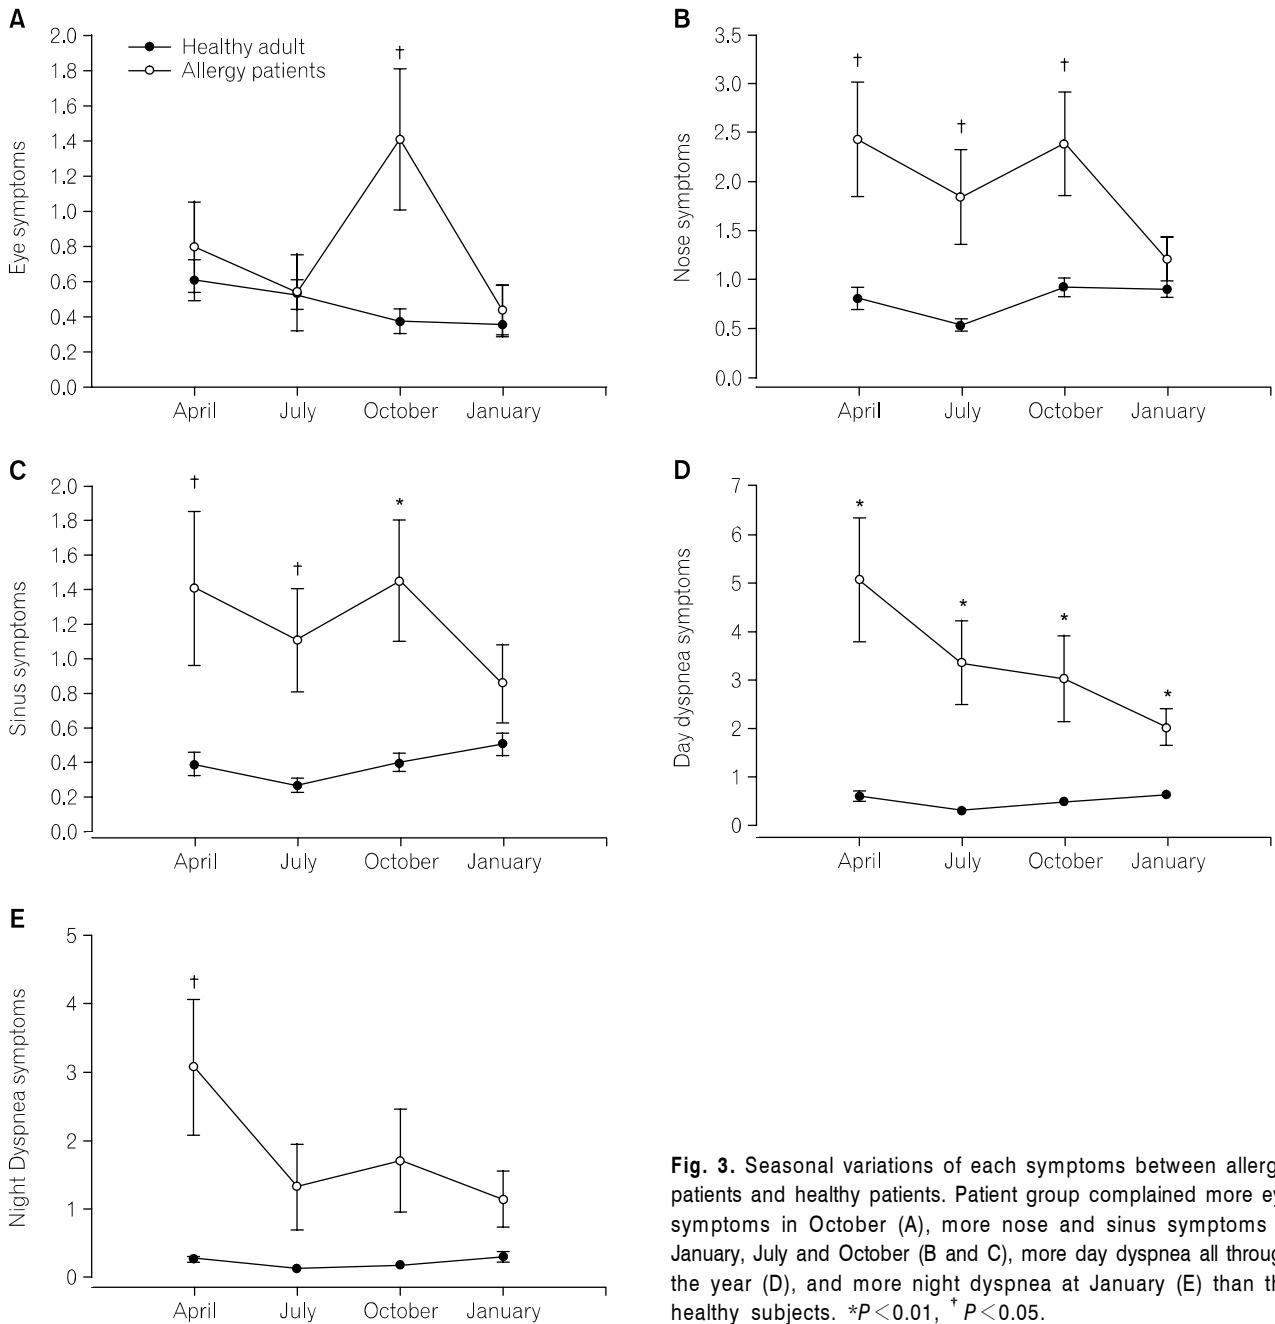 A
2.0
1.8
1.6
1.4
1.2
1.0
0.8
0.6
0.4
0.2
0.0
Eye symptoms
Healthy adult
Allergy patients
†
April July October January
B
3.5
3.0
2.5
2.0
1.5
1.0
0.5
0.0
Nose symptoms
† † †
April July October January
C
2.0
1.8
1.6
1.4
1.2
1.0
0.8
0.6
0.4
0.2
0.0
Sinus symptoms
† † *
April July October January
D
7
6
5
4
3
2
1
0
Day dyspnea symptoms
* * * *
April July October January
E
5
4
3
2
1
0
Night Dyspnea symptoms
†
April July October January
Fig. 3. Seasonal variations of each symptoms between allerg
patients and healthy patients. Patient group complained more ey
symptoms in October (A), more nose and sinus symptoms
January, July and October (B and C), more day dyspnea all throug
the year (D), and more night dyspnea at January (E) than th
healthy subjects. *P<0.01, †P<0.05.